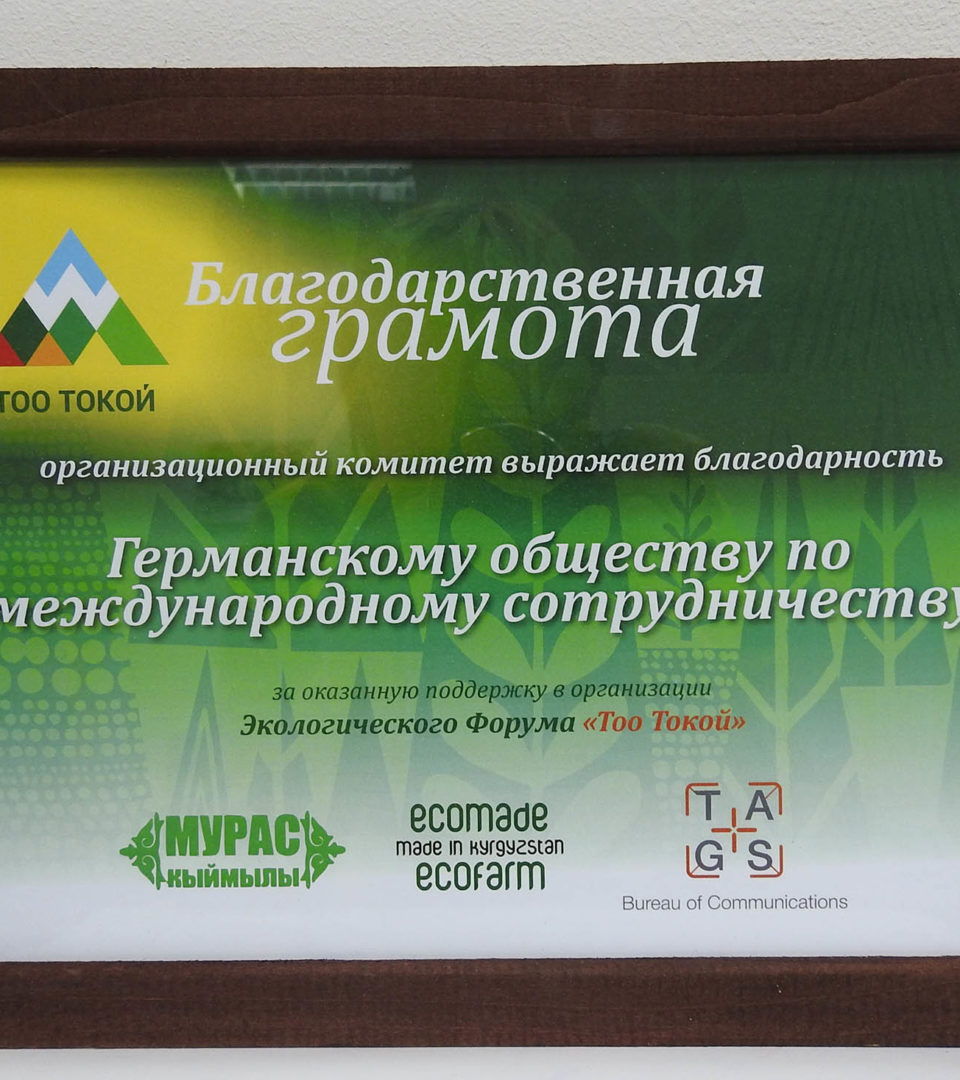 Благодарственная
грамота
ТОО ТОКОЙ
организационный комитет выражает благодарность
Германскому обществу по
международному сотрудничеству
за оказанную поддержку в организации
Экологического Форума «Тоо Токой»
МУРАС
КЫЙМЫЛЫ
ecomade
made in kyrgyzstan
ecofarm
T A
G S
Bureau of Communications